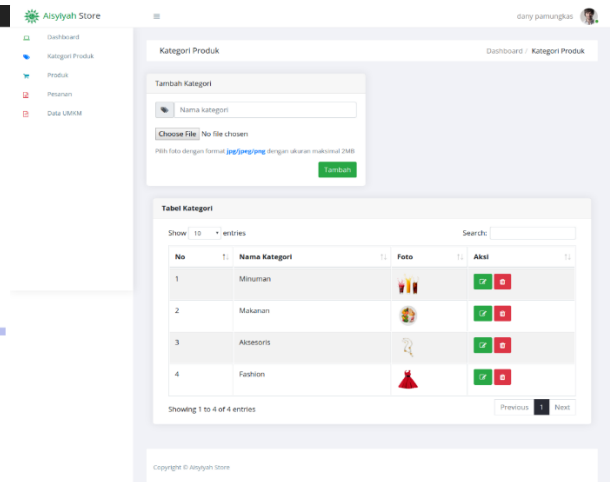 Aisyiyah Store
dany pamungkas
Dashboard
Kategori Produk
Produk
Pesanan
Data UMKM
Kategori Produk
Dashboard / Kategori Produk
Tambah Kategori
Nama kategori
Choose File No file chosen
Pilih foto dengan format jpg/jpeg/png dengan ukuran maksimal 2MB
Tambah
Tabel Kategori
Show 10 entries
Search:
No Nama Kategori Foto Aksi
1 Minuman
2 Makanan
3 Aksesoris
4 Fashion
Showing 1 to 4 of 4 entries
Previous 1 Next
Copyright © Aisyiyah Store